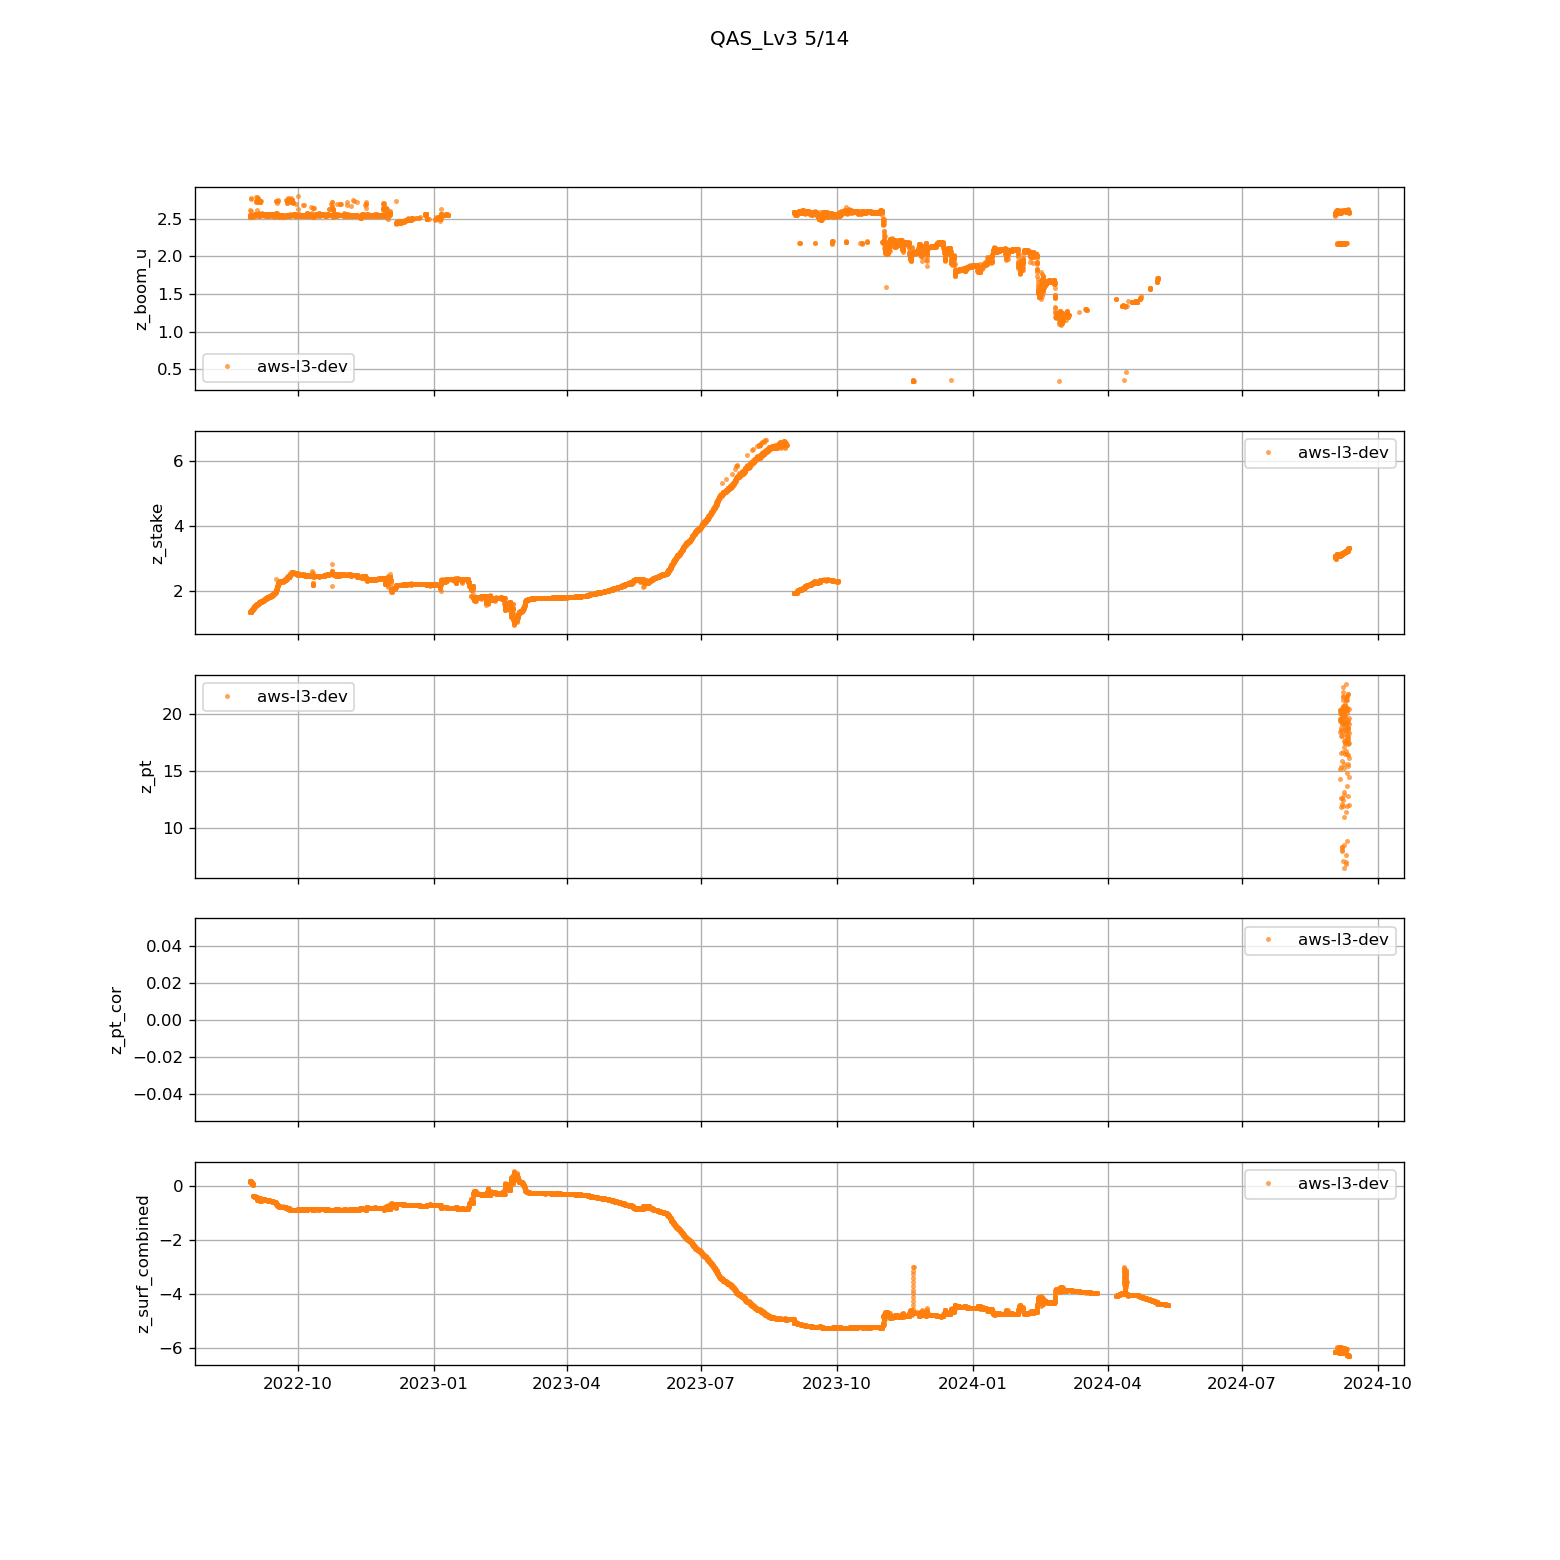 QAS_Lv3 5/14
z_boom_u
2.5
2.0
1.5
1.0
0.5
aws-l3-dev
z_stake
6
4
2
aws-l3-dev
z_pt
20
15
10
aws-l3-dev
z_pt_cor
0.04
0.02
0.00
−0.02
−0.04
aws-l3-dev
z_surf_combined
0
−2
−4
−6
aws-l3-dev
2022-10 2023-01 2023-04 2023-07 2023-10 2024-01 2024-04 2024-07 2024-10